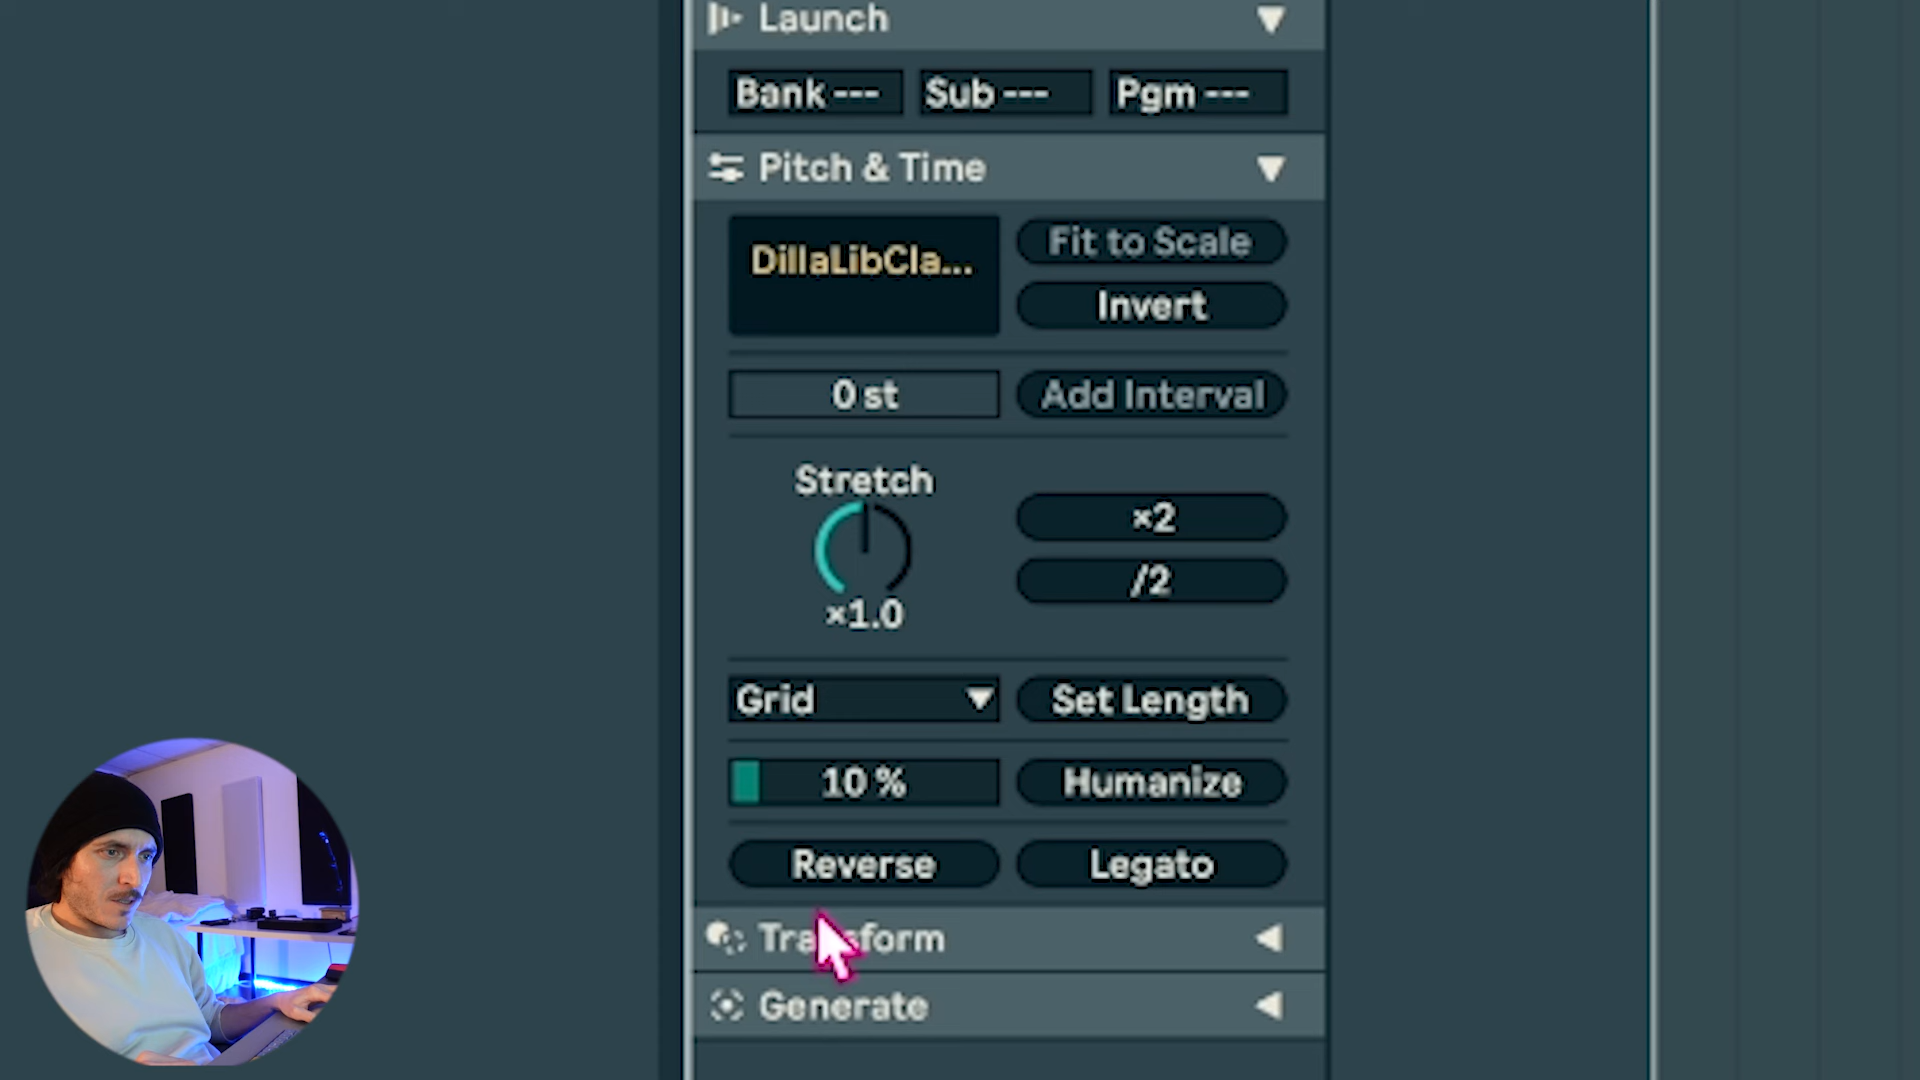 Launch
Bank --- Sub --- Pgm ---
Pitch & Time
DillaLibCla...
Fit to Scale
Invert
0 st
Add Interval
Stretch
×1.0
×2
/2
Grid
Set Length
10 %
Humanize
Reverse
Legato
Transform
Generate